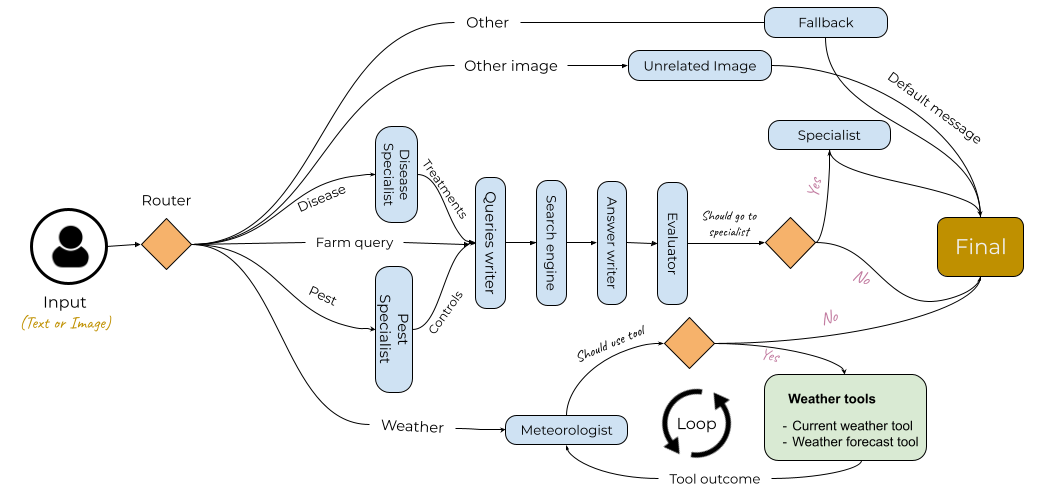 Other
Fallback
Other image
Unrelated Image
Default message
Specialist
Disease
Specialist
Treatments
Disease
Yes
Router
Queries writer
Search engine
Answer writer
Evaluator
Should go to
specialist
Farm query
Final
Input
(Text or Image)
Pest
Pest
Specialist
Controls
No
No
Should use tool
Yes
Weather
Meteorologist
Loop
Weather tools
- Current weather tool
- Weather forecast tool
Tool outcome